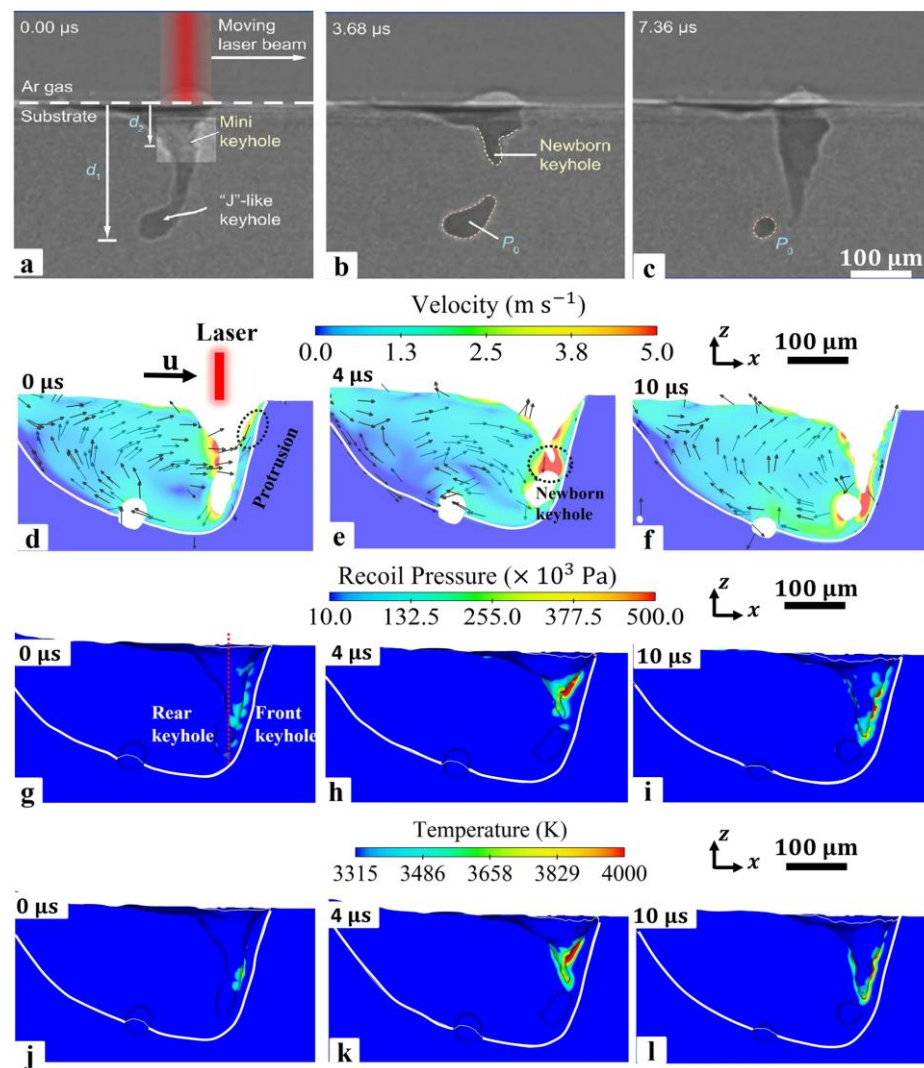 0.00 μs
Moving
laser beam
Ar gas
Substrate
d₂
Mini
keyhole
d₁
"J"-like
keyhole
a
3.68 μs
Newborn
keyhole
P₀
b
7.36 μs
P₀
c
100 μm
Velocity (m s⁻¹)
0.0 1.3 2.5 3.8 5.0
z
x
100 μm
Laser
u
0 μs
Protrusion
d
4 μs
Newborn
keyhole
e
10 μs
f
Recoil Pressure (× 10³ Pa)
10.0 132.5 255.0 377.5 500.0
z
x
100 μm
0 μs
Rear
keyhole
Front
keyhole
g
4 μs
h
10 μs
i
Temperature (K)
3315 3486 3658 3829 4000
z
x
100 μm
0 μs
j
4 μs
k
10 μs
l